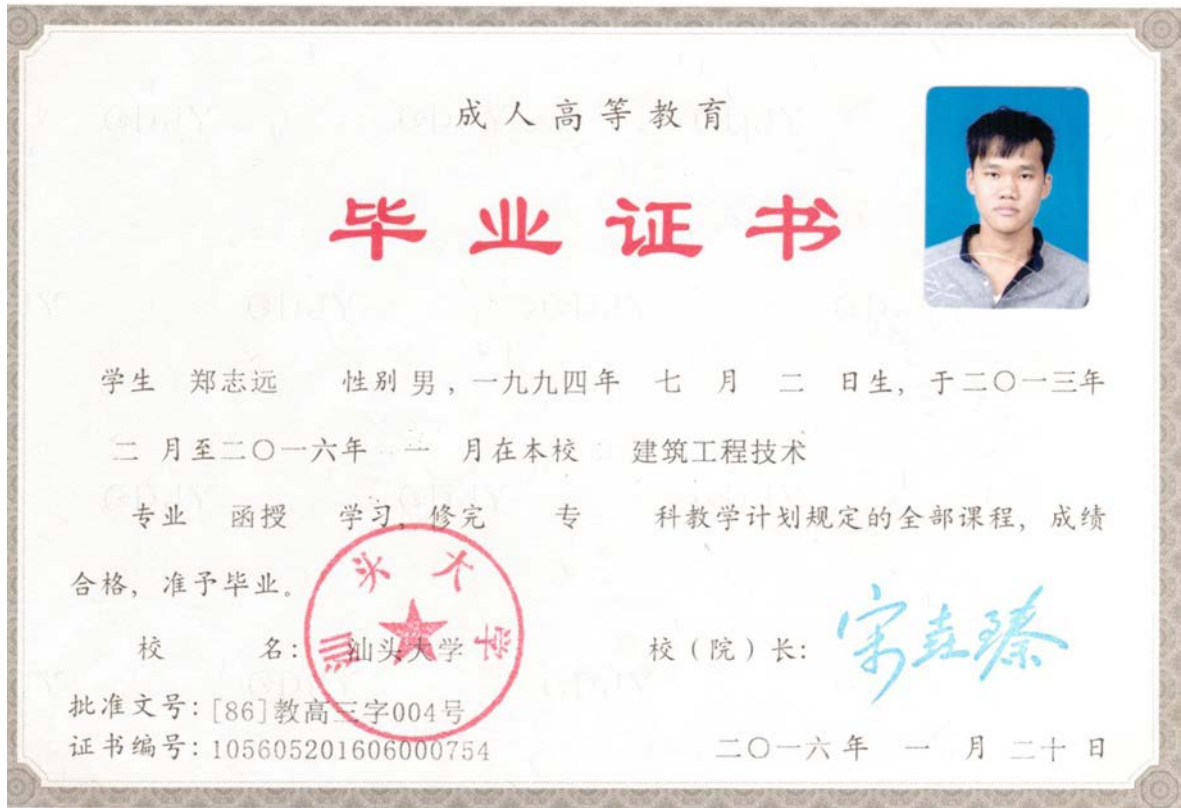 成人高等教育
毕业证书
学生 郑志远 性别 男，一九九四年 七 月 二 日生，于二〇一三年
二 月至二〇一六年 一 月在本校 建筑工程技术
专业 函授 学习，修完 专 科教学计划规定的全部课程，成绩
合格，准予毕业。
汕头大学
校 名：汕头大学 校（院）长：
批准文号：[86]教高三字004号
证书编号：105605201606000754 二〇一六年 一 月 二十 日